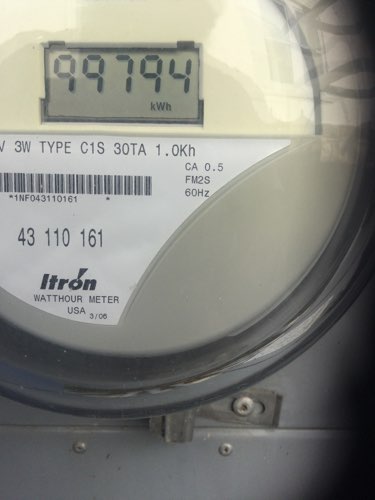 99794
kWh
V 3W TYPE C1S 30TA 1.0Kh
CA 0.5
FM2S
60Hz
*1NF043110161 *
43 110 161
Itron
WATTHOUR METER
USA 3/06